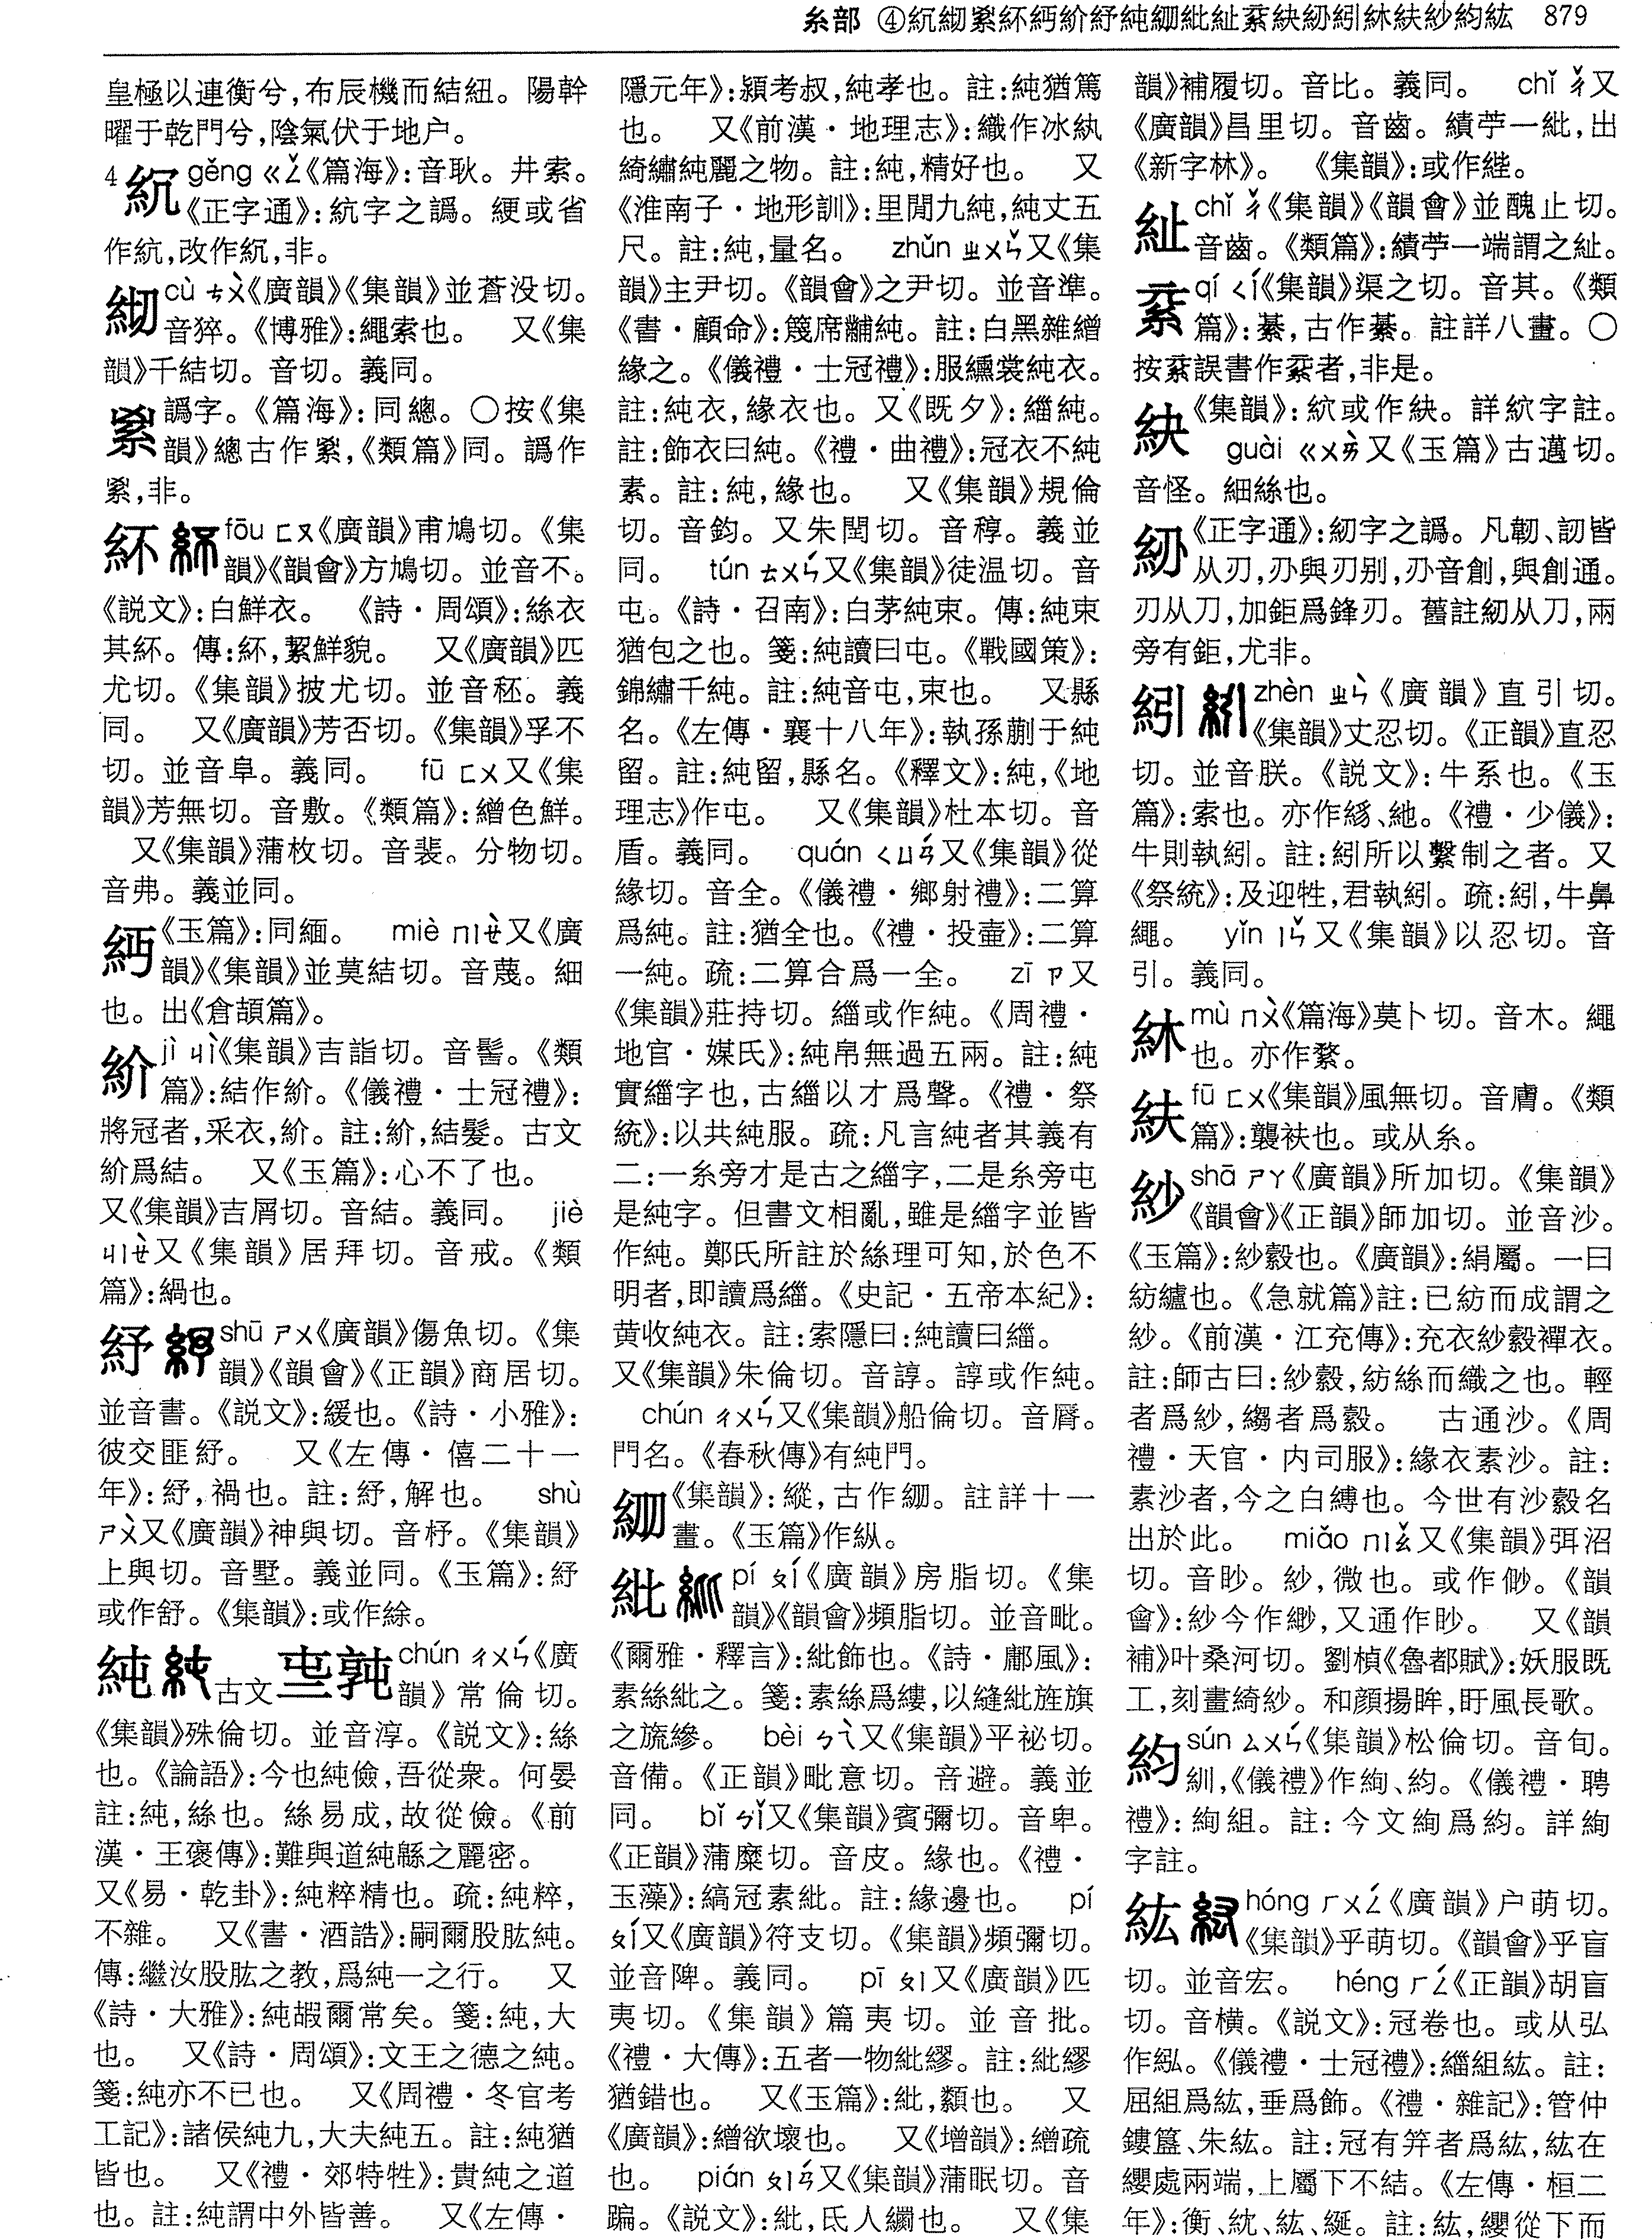 糸部 ④䋁䌼䋯紑䋛紒紓純綳紕紪䋈紻紛紖䋍紨紗約紘 879
皇極以連衡兮,布辰機而結紐。陽幹
曜于乾門兮,陰氣伏于地户。
4 gěng ㄍㄥˇ《篇海》:音耿。井索。
《正字通》:䋁字之譌。綆或省
作䋁,改作,非。
cù ㄘㄨˋ《廣韻》《集韻》並蒼没切。
音猝。《博雅》:繩索也。 又《集
韻》千結切。音切。義同。
譌字。《篇海》:同總。○按《集
韻》總古作,《類篇》同。譌作
,非。
紑 fōu ㄈㄡ《廣韻》甫鳩切。《集
韻》《韻會》方鳩切。並音不。
《説文》:白鮮衣。 《詩・周頌》:絲衣
其紑。傳:紑,絜鮮貌。 又《廣韻》匹
尤切。《集韻》披尤切。並音秠。義
同。 又《廣韻》芳否切。《集韻》孚不
切。並音阜。義同。 fū ㄈㄨ又《集
韻》芳無切。音敷。《類篇》:繒色鮮。
又《集韻》蒲枚切。音裴。分物切。
音弗。義並同。
《玉篇》:同緬。 miè ㄇㄧㄝˋ又《廣
韻》《集韻》並莫結切。音蔑。細
也。出《倉頡篇》。
紒 jì ㄐㄧˋ《集韻》吉詣切。音髻。《類
篇》:結作紒。《儀禮・士冠禮》:
將冠者,采衣,紒。註:紒,結髮。古文
紒爲結。 又《玉篇》:心不了也。
又《集韻》吉屑切。音結。義同。 jiè
ㄐㄧㄝˋ又《集韻》居拜切。音戒。《類
篇》:緺也。
紓 shū ㄕㄨ《廣韻》傷魚切。《集
韻》《韻會》《正韻》商居切。
並音書。《説文》:緩也。《詩・小雅》:
彼交匪紓。 又《左傳・僖二十一
年》:紓,禍也。註:紓,解也。 shù
ㄕㄨˋ又《廣韻》神與切。音杼。《集韻》
上與切。音墅。義並同。《玉篇》:紓
或作舒。《集韻》:或作䋡。
純 古文 chún ㄔㄨㄣˊ《廣
韻》常倫切。
《集韻》殊倫切。並音淳。《説文》:絲
也。《論語》:今也純儉,吾從衆。何晏
註:純,絲也。絲易成,故從儉。《前
漢・王褒傳》:難與道純緜之麗密。
又《易・乾卦》:純粹精也。疏:純粹,
不雜。 又《書・酒誥》:嗣爾股肱純。
傳:繼汝股肱之教,爲純一之行。 又
《詩・大雅》:純嘏爾常矣。箋:純,大
也。 又《詩・周頌》:文王之德之純。
箋:純亦不已也。 又《周禮・冬官考
工記》:諸侯純九,大夫純五。註:純猶
皆也。 又《禮・郊特牲》:貴純之道
也。註:純謂中外皆善。 又《左傳・
隱元年》:潁考叔,純孝也。註:純猶篤
也。 又《前漢・地理志》:織作冰紈
綺繡純麗之物。註:純,精好也。 又
《淮南子・地形訓》:里閒九純,純丈五
尺。註:純,量名。 zhǔn ㄓㄨㄣˇ又《集
韻》主尹切。《韻會》之尹切。並音準。
《書・顧命》:篾席黼純。註:白黑雜繒
緣之。《儀禮・士冠禮》:服纁裳純衣。
註:純衣,緣衣也。又《既夕》:緇純。
註:飾衣曰純。《禮・曲禮》:冠衣不純
素。註:純,緣也。 又《集韻》規倫
切。音鈞。又朱閏切。音稕。義並
同。 tún ㄊㄨㄣˊ又《集韻》徒温切。音
屯。《詩・召南》:白茅純束。傳:純束
猶包之也。箋:純讀曰屯。《戰國策》:
錦繡千純。註:純音屯,束也。 又縣
名。《左傳・襄十八年》:執孫蒯于純
留。註:純留,縣名。《釋文》:純,《地
理志》作屯。 又《集韻》杜本切。音
盾。義同。 quán ㄑㄩㄢˊ又《集韻》從
緣切。音全。《儀禮・鄉射禮》:二算
爲純。註:猶全也。《禮・投壷》:二算
一純。疏:二算合爲一全。 zī ㄗ又
《集韻》莊持切。緇或作純。《周禮・
地官・媒氏》:純帛無過五兩。註:純
實緇字也,古緇以才爲聲。《禮・祭
統》:以共純服。疏:凡言純者其義有
二:一糸旁才是古之緇字,二是糸旁屯
是純字。但書文相亂,雖是緇字並皆
作純。鄭氏所註於絲理可知,於色不
明者,即讀爲緇。《史記・五帝本紀》:
黄收純衣。註:索隱曰:純讀曰緇。
又《集韻》朱倫切。音諄。諄或作純。
chún ㄔㄨㄣˊ又《集韻》船倫切。音脣。
門名。《春秋傳》有純門。
《集韻》:縱,古作。註詳十一
畫。《玉篇》作縱。
紕 pí ㄆㄧˊ《廣韻》房脂切。《集
韻》《韻會》頻脂切。並音毗。
《爾雅・釋言》:紕飾也。《詩・鄘風》:
素絲紕之。箋:素絲爲縷,以縫紕旌旗
之旒縿。 bèi ㄅㄟˋ又《集韻》平祕切。
音備。《正韻》毗意切。音避。義並
同。 bǐ ㄅㄧˇ又《集韻》賓彌切。音卑。
《正韻》蒲糜切。音皮。緣也。《禮・
玉藻》:縞冠素紕。註:緣邊也。 pí
ㄆㄧˊ又《廣韻》符支切。《集韻》頻彌切。
並音陴。義同。 pī ㄆㄧ又《廣韻》匹
夷切。《集韻》篇夷切。並音批。
《禮・大傳》:五者一物紕繆。註:紕繆
猶錯也。 又《玉篇》:紕,纇也。 又
《廣韻》:繒欲壞也。 又《增韻》:繒疏
也。 pián ㄆㄧㄢˊ又《集韻》蒲眠切。音
蹁。《説文》:紕,氐人繝也。 又《集
韻》補履切。音比。義同。 chǐ ㄔˇ又
《廣韻》昌里切。音齒。績苧一紕,出
《新字林》。 《集韻》:或作㿫。
紪 chǐ ㄔˇ《集韻》《韻會》並醜止切。
音齒。《類篇》:績苧一端謂之紪。
qí ㄑㄧˊ《集韻》渠之切。音其。《類
篇》:綦,古作。註詳八畫。○
按誤書作者,非是。
《集韻》:紞或作。詳紞字註。
guài ㄍㄨㄞˋ又《玉篇》古邁切。
音怪。細絲也。
《正字通》:紉字之譌。凡韌、訒皆
从刃,刅與刃别,刅音創,與創通。
刃从刀,加鉅爲鋒刃。舊註紉从刀,兩
旁有鉅,尤非。
紖 zhèn ㄓㄣˋ《廣韻》直引切。
《集韻》丈忍切。《正韻》直忍
切。並音朕。《説文》:牛系也。《玉
篇》:索也。亦作䋎、絼。《禮・少儀》:
牛則執紖。註:紖所以繫制之者。又
《祭統》:及迎牲,君執紖。疏:紖,牛鼻
繩。 yǐn ㄧㄣˇ又《集韻》以忍切。音
引。義同。
mù ㄇㄨˋ《篇海》莫卜切。音木。繩
也。亦作楘。
紨 fū ㄈㄨ《集韻》風無切。音膚。《類
篇》:襲袂也。或从糸。
紗 shā ㄕㄚ《廣韻》所加切。《集韻》
《韻會》《正韻》師加切。並音沙。
《玉篇》:紗縠也。《廣韻》:絹屬。一曰
紡纑也。《急就篇》註:已紡而成謂之
紗。《前漢・江充傳》:充衣紗縠襌衣。
註:師古曰:紗縠,紡絲而織之也。輕
者爲紗,縐者爲縠。 古通沙。《周
禮・天官・内司服》:緣衣素沙。註:
素沙者,今之白縛也。今世有沙縠名
出於此。 miǎo ㄇㄧㄠˇ又《集韻》弭沼
切。音眇。紗,微也。或作仯。《韻
會》:紗今作緲,又通作眇。 又《韻
補》叶桑河切。劉楨《魯都賦》:妖服既
工,刻畫綺紗。和顔揚眸,盱風長歌。
sún ㄙㄨㄣˊ《集韻》松倫切。音旬。
紃,《儀禮》作絢、。《儀禮・聘
禮》:絢組。註:今文絢爲。詳絢
字註。
紘 hóng ㄏㄨㄥˊ《廣韻》户萌切。
《集韻》乎萌切。《韻會》乎盲
切。並音宏。 héng ㄏㄥˊ《正韻》胡盲
切。音横。《説文》:冠卷也。或从弘
作䋫。《儀禮・士冠禮》:緇組紘。註:
屈組爲紘,垂爲飾。《禮・雜記》:管仲
鏤簋、朱紘。註:冠有笄者爲紘,紘在
纓處兩端,上屬下不結。《左傳・桓二
年》:衡、紞、紘、綖。註:紘,纓從下而